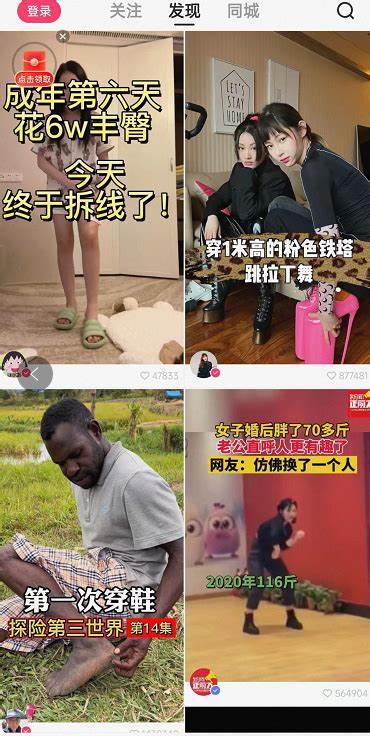 登录
关注
发现
同城
点击领取
成年第六天
花6w丰臀
今天
终于拆线了！
47833
LET'S
STAY
HOME
穿1米高的粉色铁塔
跳拉丁舞
877481
第一次穿鞋
探险第三世界 第14集
女子婚后胖了70多斤
老公直呼人更有趣了
网友：仿佛换了一个人
2020年116斤
564904